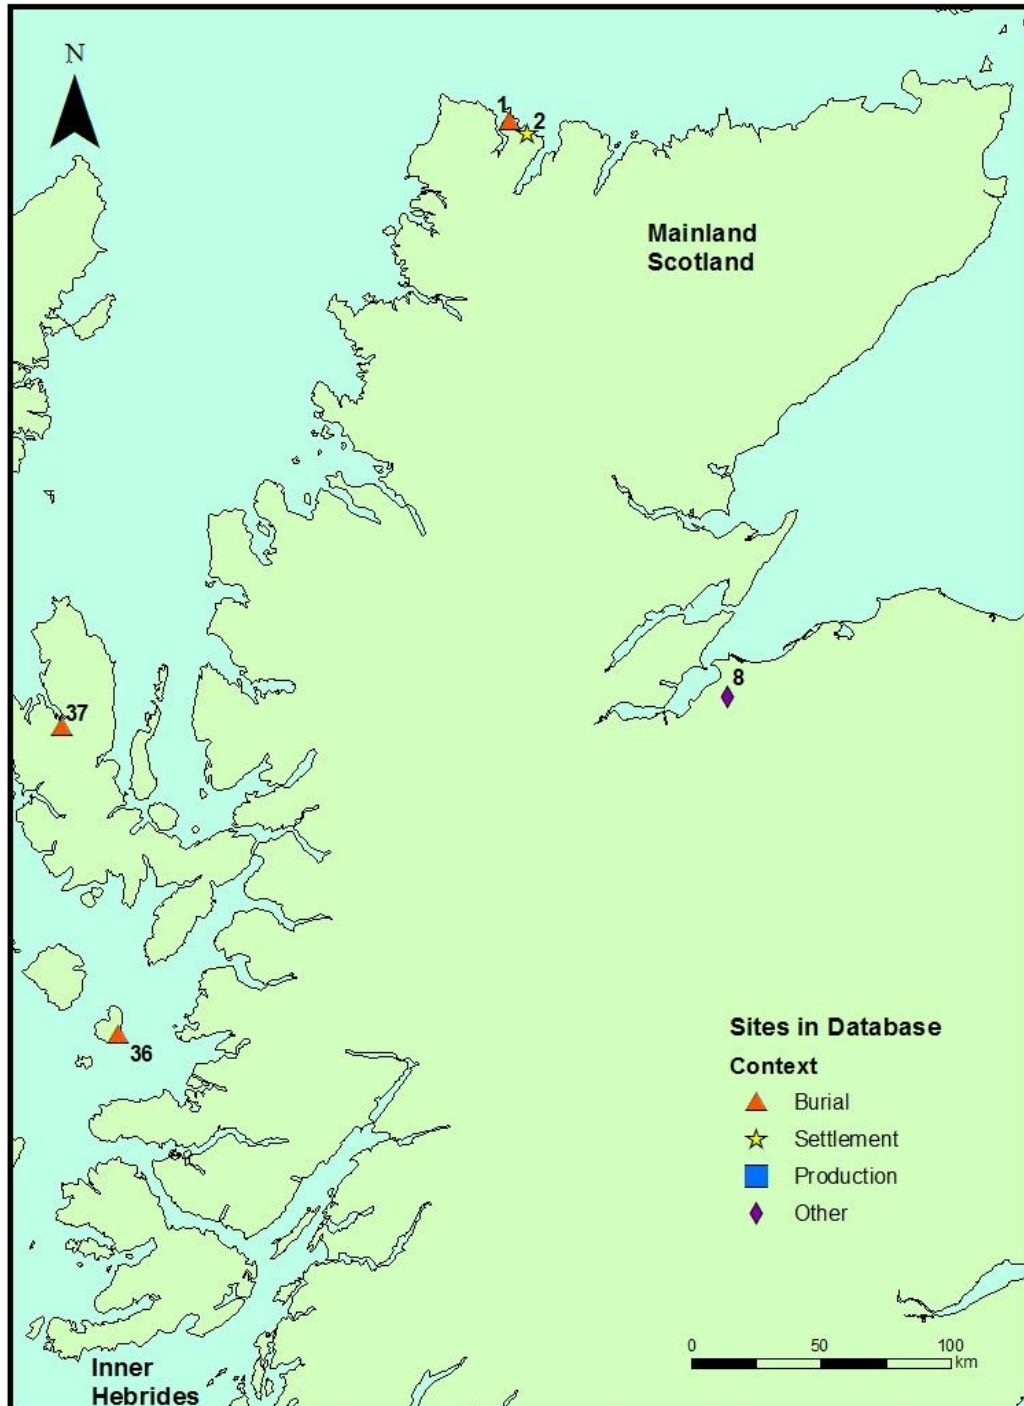 N
1
2
Mainland
Scotland
8
37
36
Sites in Database
Context
Burial
Settlement
Production
Other
0 50 100
km
Inner
Hebrides